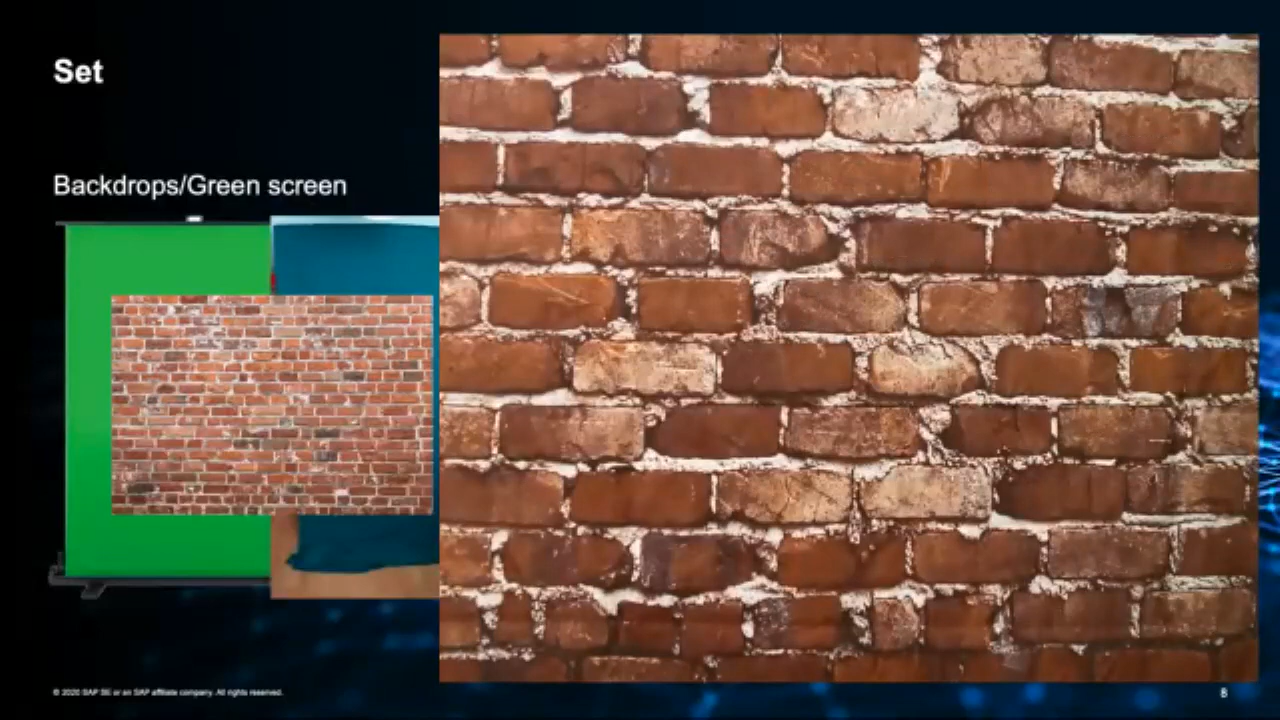 Set
Backdrops/Green screen
© 2020 SAP SE or an SAP affiliate company. All rights reserved.
8